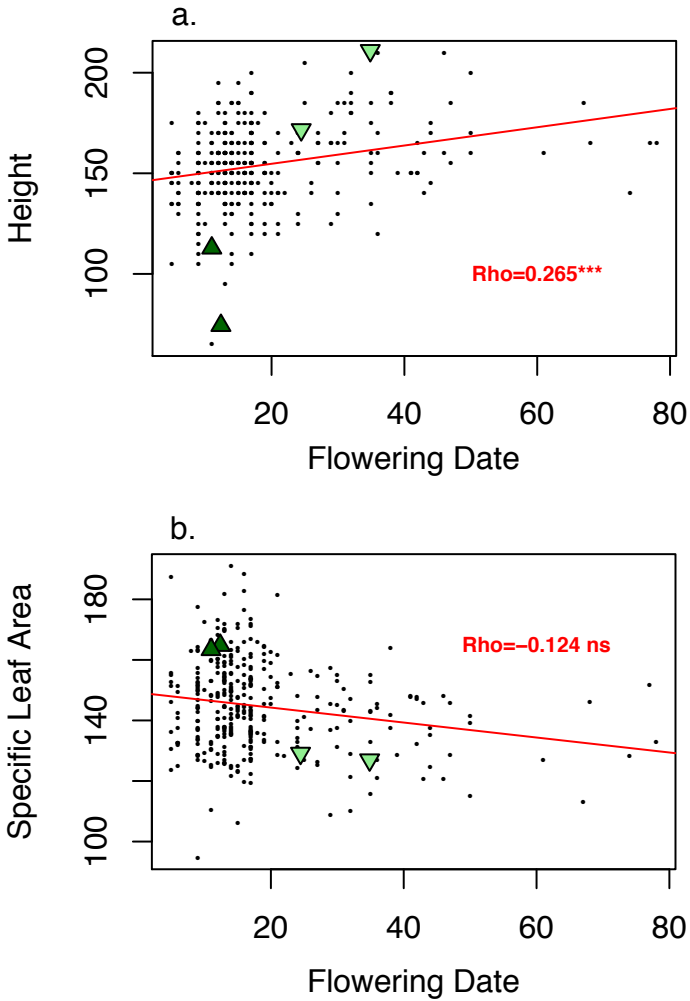 a.
200
150
100
Height
Rho=0.265***
20 40 60 80
Flowering Date
b.
180
140
100
Specific Leaf Area
Rho=−0.124 ns
20 40 60 80
Flowering Date